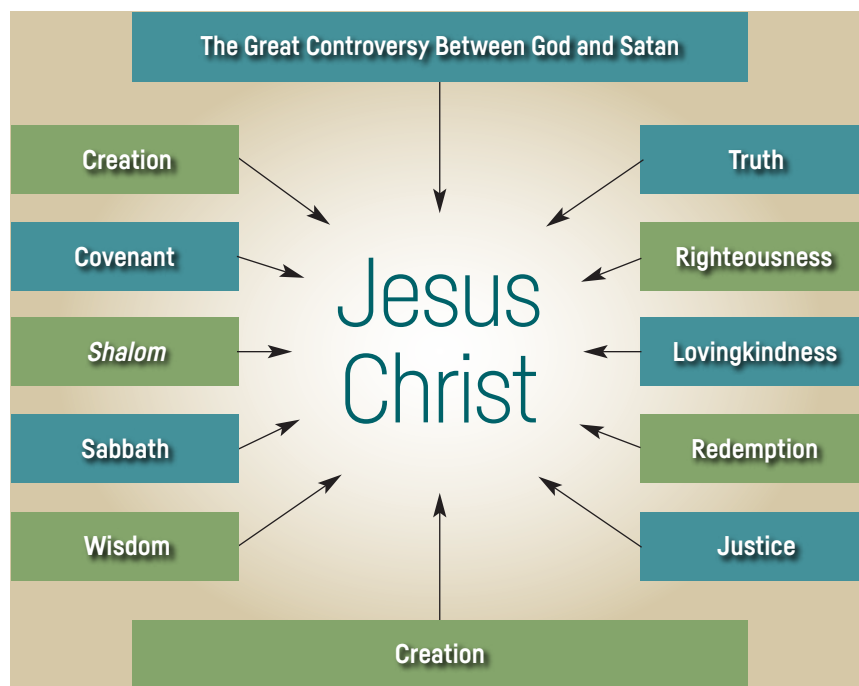 The Great Controversy Between God and Satan
Creation
Covenant
Shalom
Sabbath
Wisdom
Jesus
Christ
Truth
Righteousness
Lovingkindness
Redemption
Justice
Creation